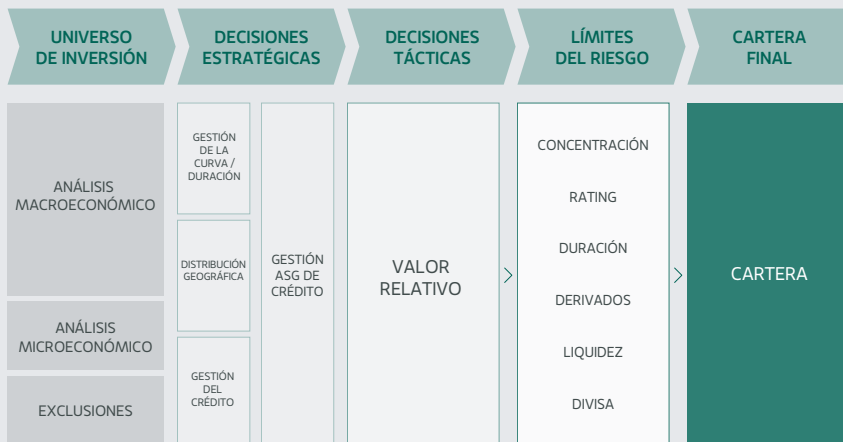 UNIVERSO
DE INVERSIÓN
DECISIONES
ESTRATÉGICAS
DECISIONES
TÁCTICAS
LÍMITES
DEL RIESGO
CARTERA
FINAL
ANÁLISIS
MACROECONÓMICO
ANÁLISIS
MICROECONÓMICO
EXCLUSIONES
GESTIÓN
DE LA
CURVA /
DURACIÓN
DISTRIBUCIÓN
GEOGRÁFICA
GESTIÓN
DEL
CRÉDITO
GESTIÓN
ASG DE
CRÉDITO
VALOR
RELATIVO
CONCENTRACIÓN
RATING
DURACIÓN
DERIVADOS
LIQUIDEZ
DIVISA
CARTERA